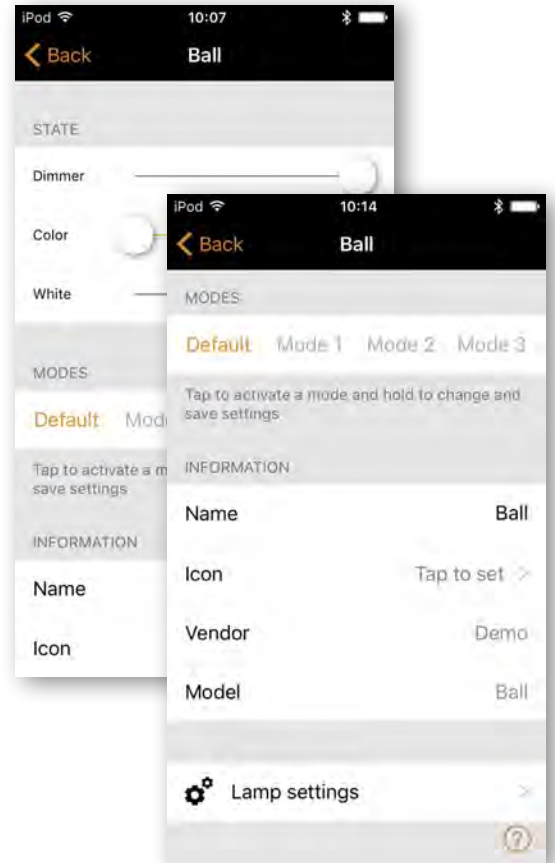 iPod 10:07
Back Ball
STATE
Dimmer
Color
White
MODES
Default Mod
Tap to activate a m
save settings
INFORMATION
Name
Icon
iPod 10:14
Back Ball
MODES
Default Mode 1 Mode 2 Mode 3
Tap to activate a mode and hold to change and
save settings
INFORMATION
Name Ball
Icon Tap to set >
Vendor Demo
Model Ball
Lamp settings >
?